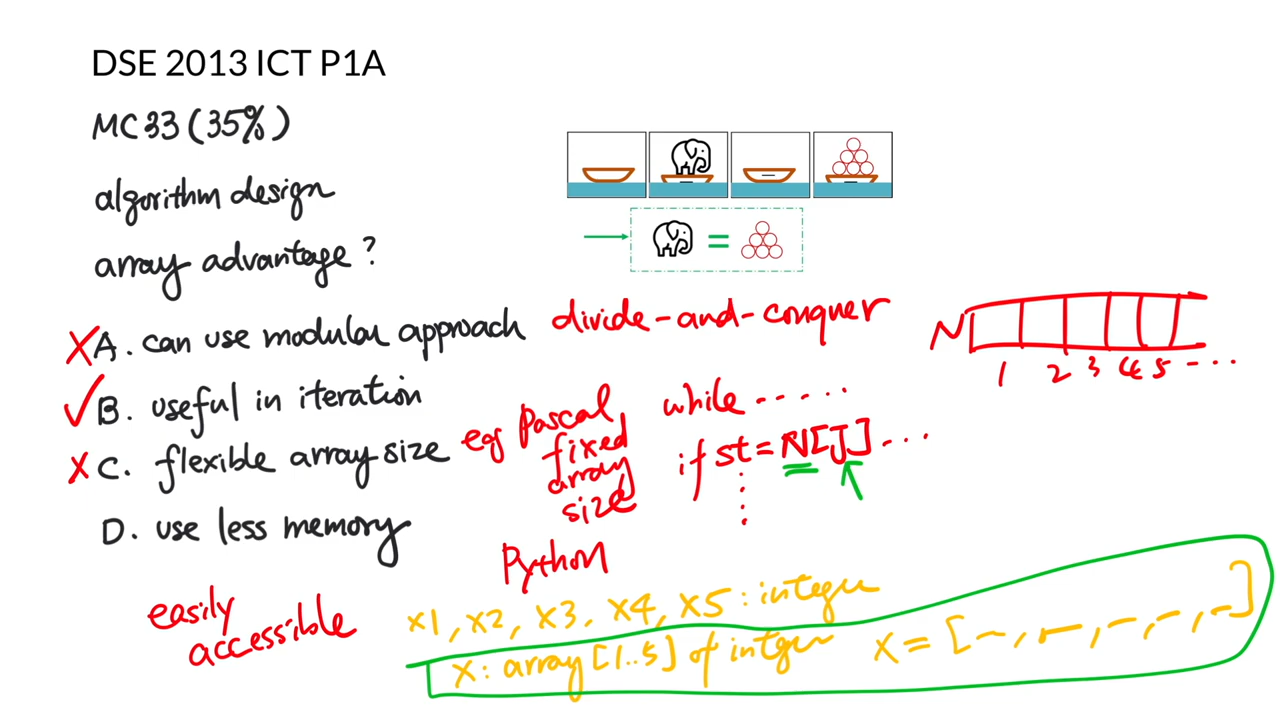 DSE 2013 ICT P1A
MC33 (35%)
algorithm design
array advantage?
=
X A. can use modular approach divide-and-conquer
✓ B. useful in iteration
X C. flexible array size
D. use less memory
eg Pascal
fixed
array
size
Python
while ......
if st = N[J] ...
N
1 2 3 4 5 ...
easily
accessible
x1, x2, x3, x4, x5 : integer
x : array [1..5] of integer x = [–, –, –, –, –]